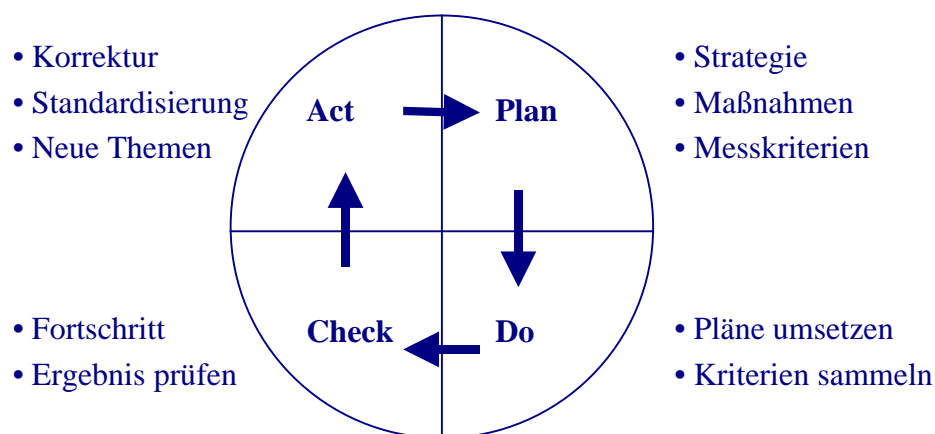 • Korrektur
• Standardisierung
• Neue Themen
Act
Plan
• Strategie
• Maßnahmen
• Messkriterien
• Fortschritt
• Ergebnis prüfen
Check
Do
• Pläne umsetzen
• Kriterien sammeln